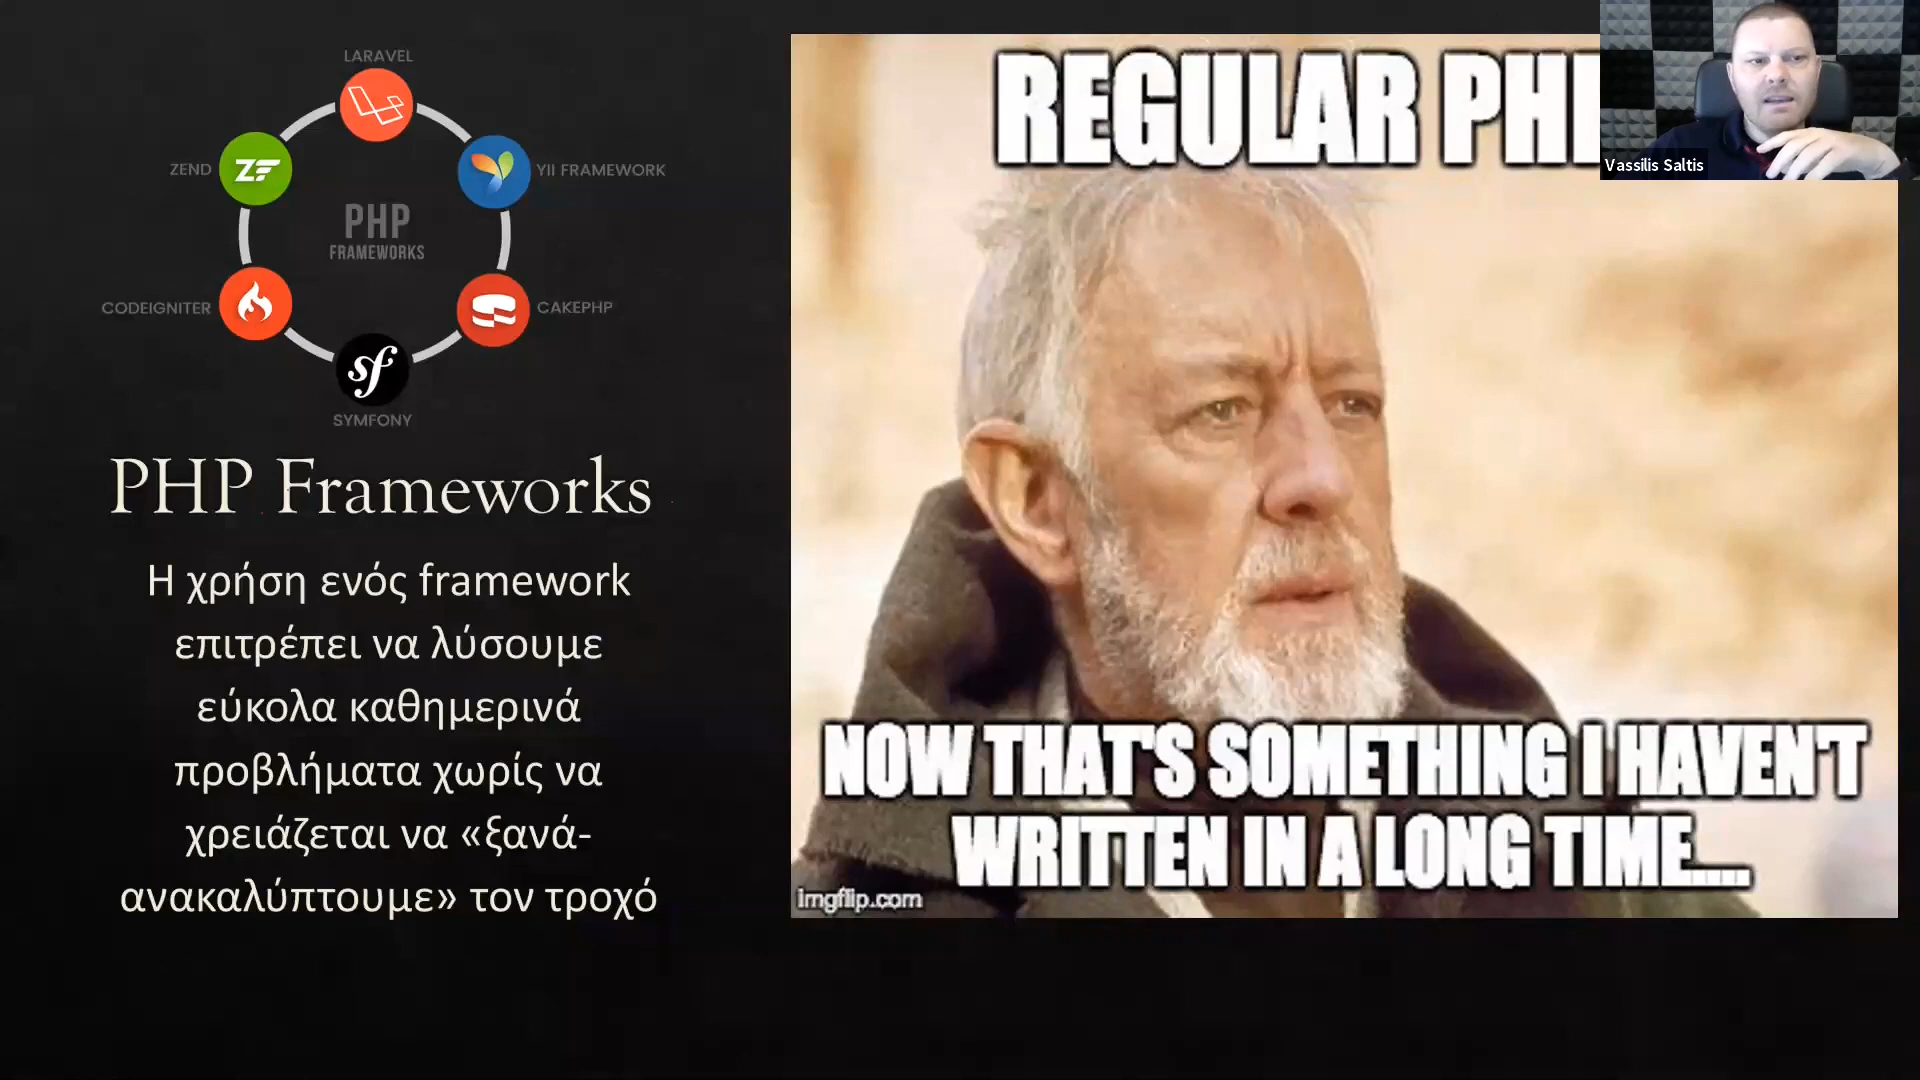 LARAVEL
ZEND
YII FRAMEWORK
PHP
FRAMEWORKS
CODEIGNITER
CAKEPHP
sf
SYMFONY
PHP Frameworks
Η χρήση ενός framework
επιτρέπει να λύσουμε
εύκολα καθημερινά
προβλήματα χωρίς να
χρειάζεται να «ξανά-
ανακαλύπτουμε» τον τροχό
REGULAR PH
NOW THAT'S SOMETHING I HAVEN'T
WRITTEN IN A LONG TIME....
imgflip.com
Vassilis Saltis